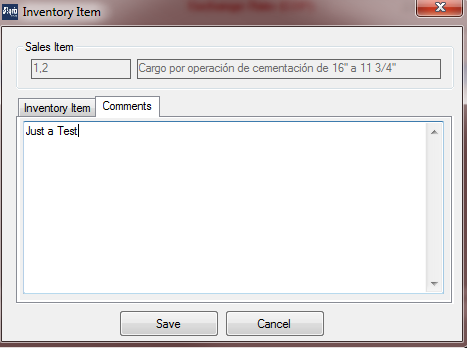 Inventory Item
Sales Item
1,2
Cargo por operación de cementación de 16" a 11 3/4"
Inventory Item
Comments
Just a Test
Save
Cancel